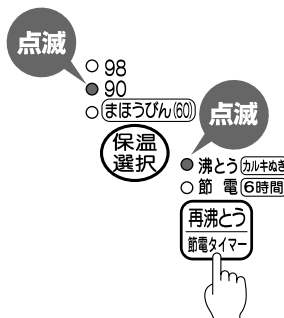 点滅
98
90
まほうびん(60)
点滅
保温
選択
沸とう カルキぬき
節電 6時間
再沸とう
節電タイマー